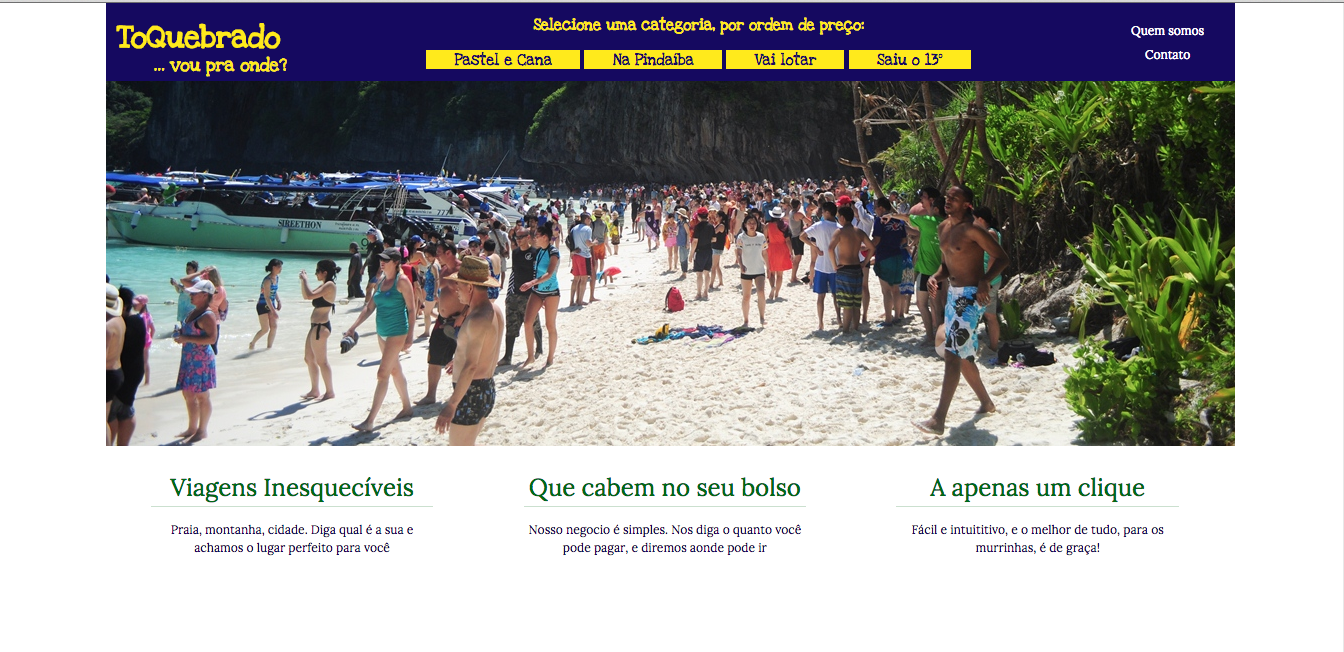 ToQuebrado
... vou pra onde?
Selecione uma categoria, por ordem de preço:
Pastel e Cana
Na Pindaíba
Vai lotar
Saiu o 13º
Quem somos
Contato
SIREETHON
777
Viagens Inesquecíveis
Praia, montanha, cidade. Diga qual é a sua e
achamos o lugar perfeito para você
Que cabem no seu bolso
Nosso negocio é simples. Nos diga o quanto você
pode pagar, e diremos aonde pode ir
A apenas um clique
Fácil e intuititivo, e o melhor de tudo, para os
murrinhas, é de graça!